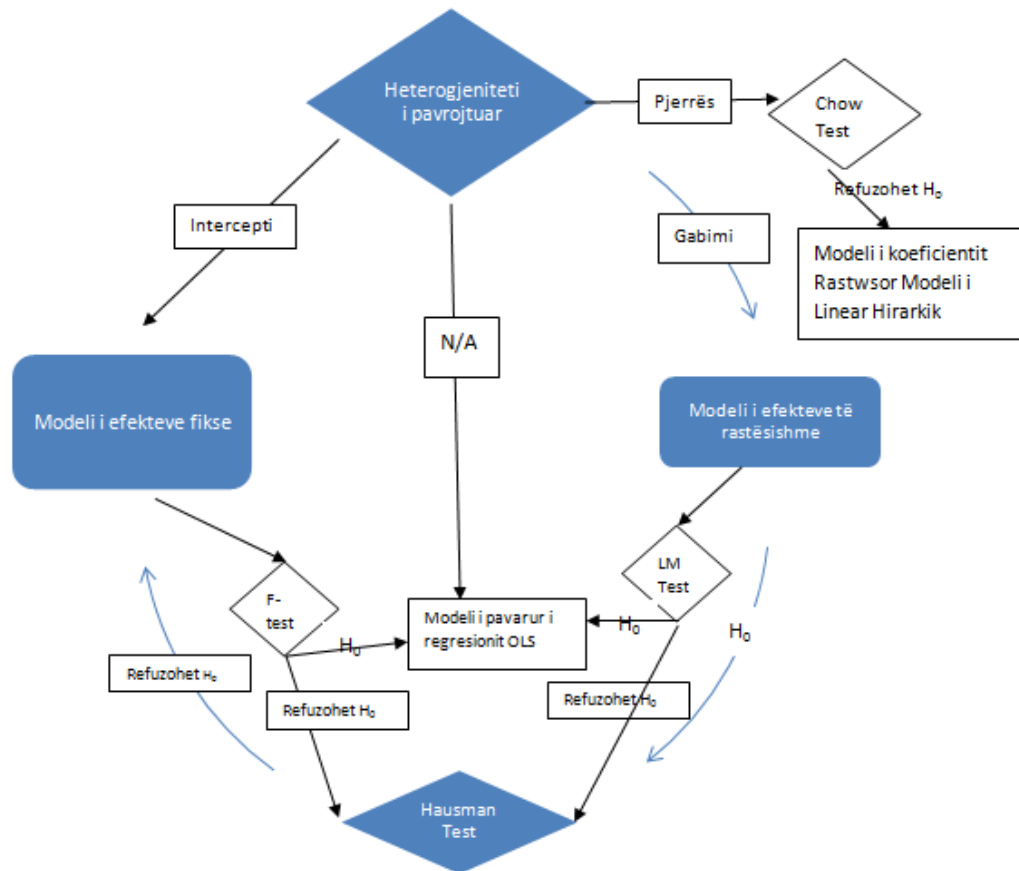 Heterogjeniteti
i pavrojtuar
Pjerrës
Chow
Test
Refuzohet H₀
Intercepti
Gabimi
Modeli i koeficientit
Rastwsor Modeli i
Linear Hirarkik
N/A
Modeli i efekteve fikse
Modeli i efekteve të
rastësishme
F-
test
LM
Test
Modeli i pavarur i
regresionit OLS
H₀
H₀
H₀
Refuzohet H₀
Refuzohet H₀
Refuzohet H₀
Hausman
Test